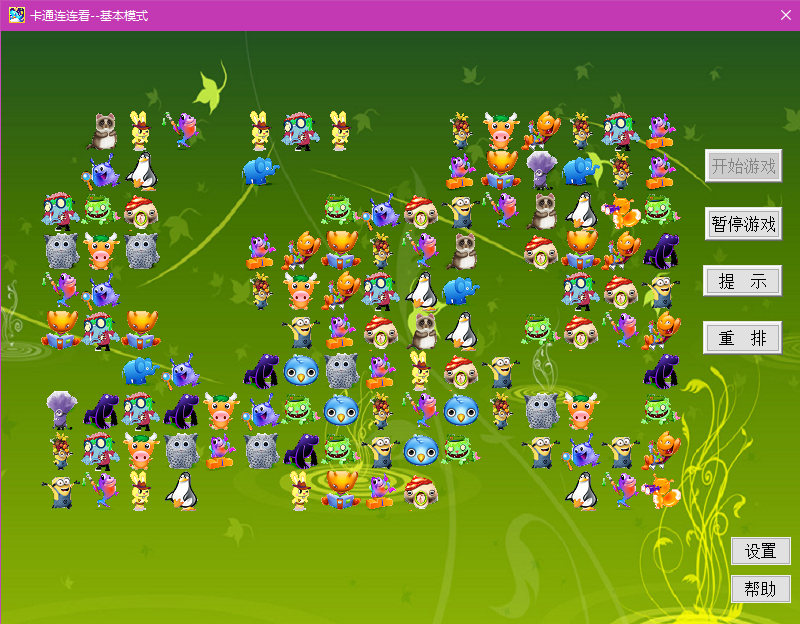 卡通连连看--基本模式
开始游戏
暂停游戏
提 示
重 排
设置
帮助